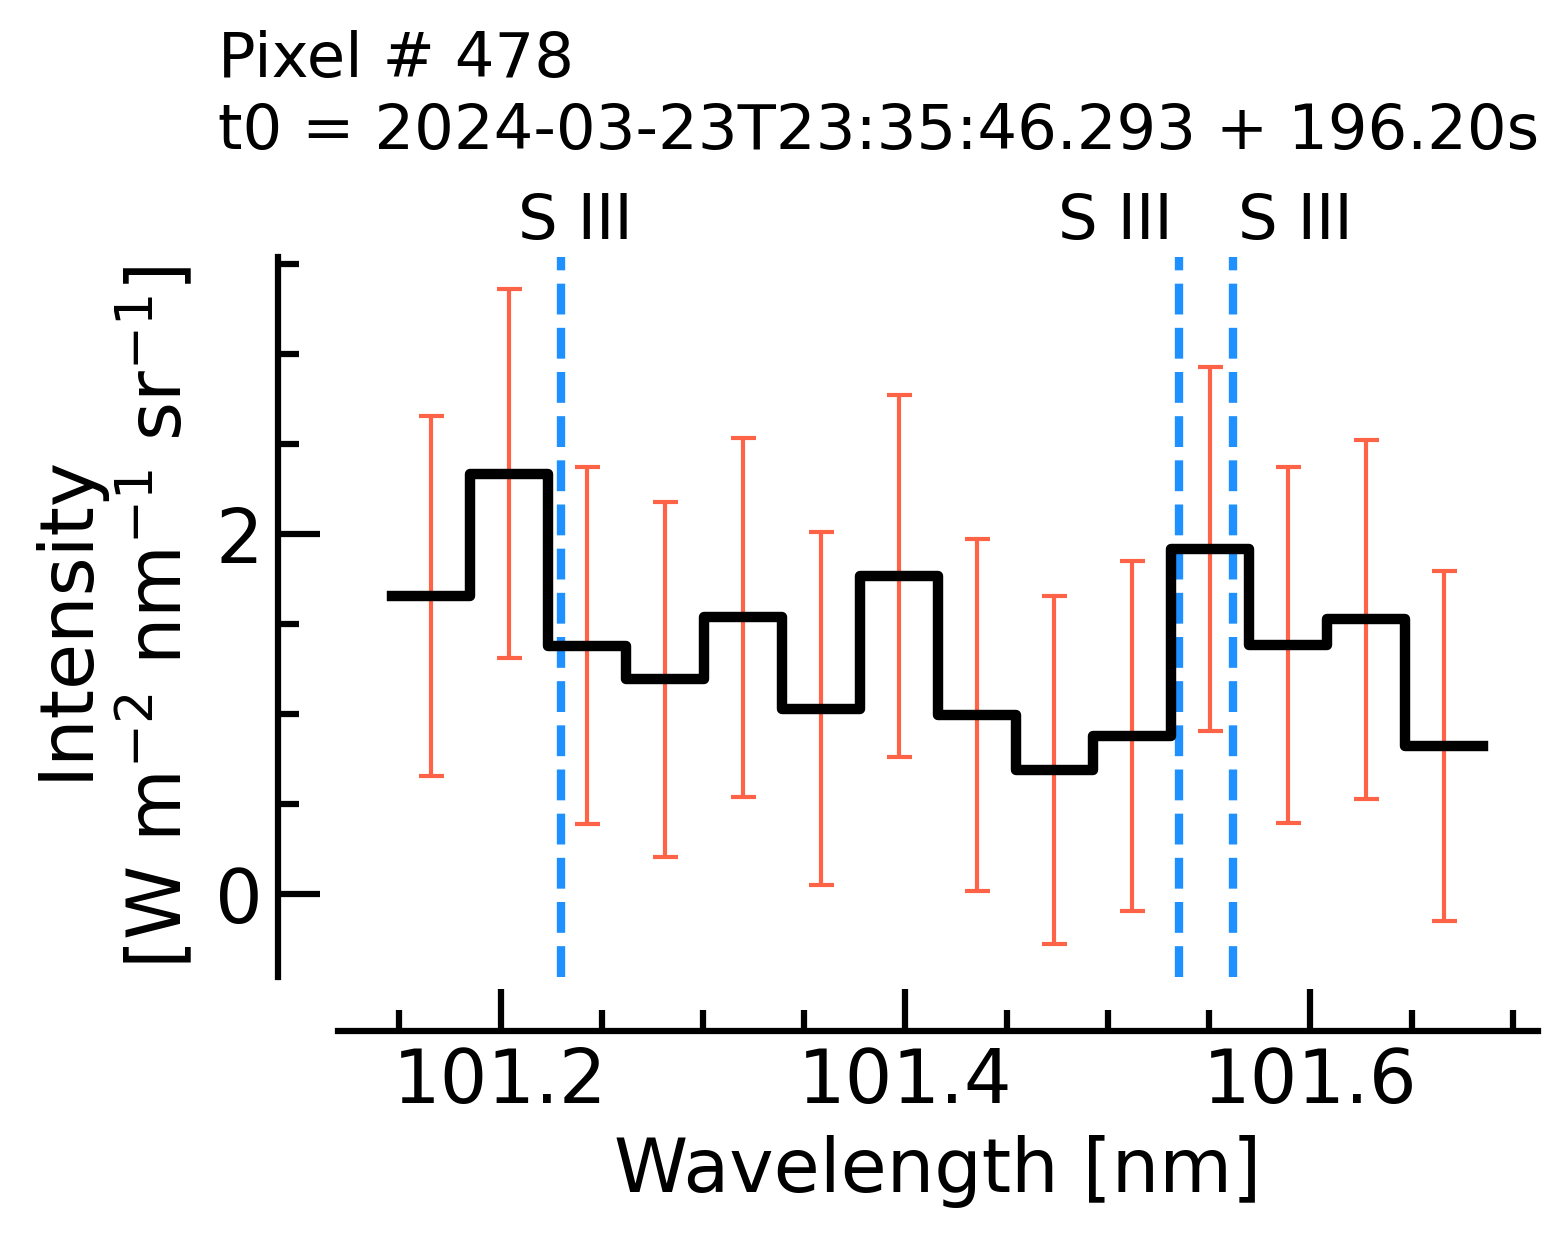 Pixel # 478
t0 = 2024-03-23T23:35:46.293 + 196.20s
S III S III S III
Intensity
[W m⁻² nm⁻¹ sr⁻¹]
2
0
101.2 101.4 101.6
Wavelength [nm]